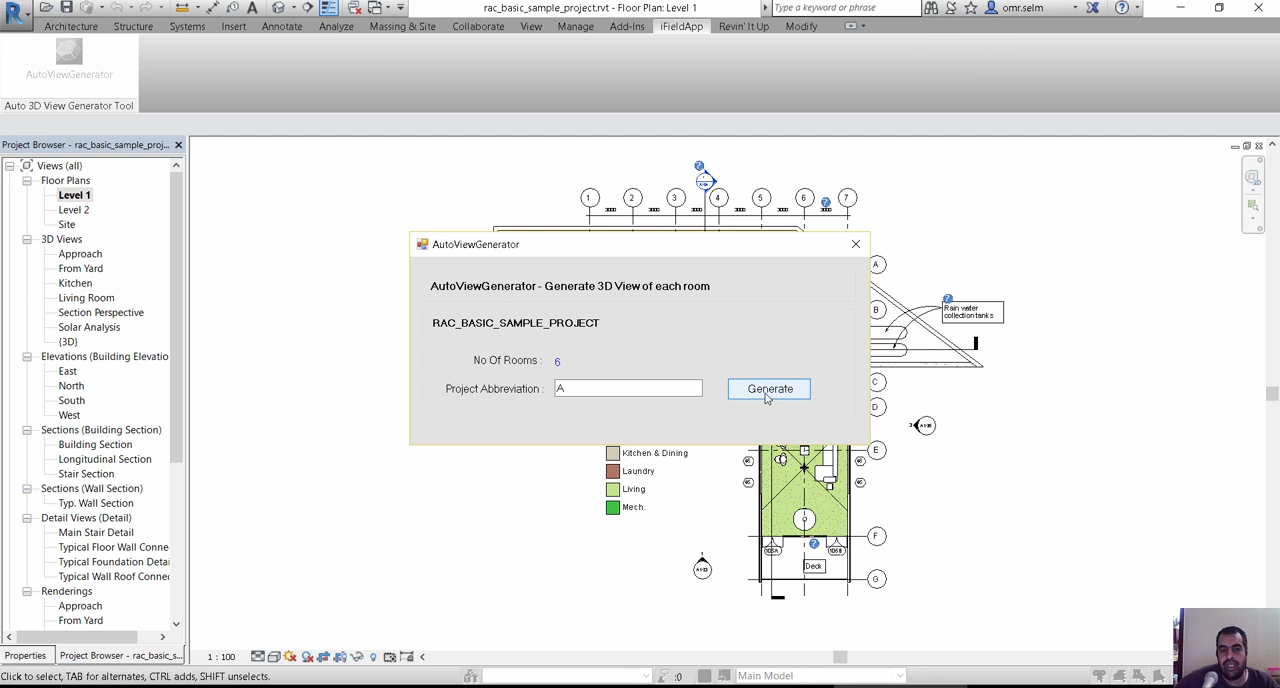 rac_basic_sample_project.rvt - Floor Plan: Level 1
Type a keyword or phrase
omr.selm
R
Architecture Structure Systems Insert Annotate Analyze Massing & Site Collaborate View Manage Add-Ins iFieldApp Revin' It Up Modify
AutoViewGenerator
Auto 3D View Generator Tool
Project Browser - rac_basic_sample_proj...
Views (all)
Floor Plans
Level 1
Level 2
Site
3D Views
Approach
From Yard
Kitchen
Living Room
Section Perspective
Solar Analysis
{3D}
Elevations (Building Elevatio
East
North
South
West
Sections (Building Section)
Building Section
Longitudinal Section
Stair Section
Sections (Wall Section)
Typ. Wall Section
Detail Views (Detail)
Main Stair Detail
Typical Floor Wall Conne
Typical Foundation Detai
Typical Wall Roof Connec
Renderings
Approach
From Yard
Properties
Project Browser - rac_basic_s...
1 2 3 4 5 6 7
AutoViewGenerator
AutoViewGenerator - Generate 3D View of each room
RAC_BASIC_SAMPLE_PROJECT
No Of Rooms : 6
Project Abbreviation : A
Generate
A
B
Rain water
collection tanks
C
D
E
F
G
Kitchen & Dining
Laundry
Living
Mech.
Deck
1 : 100
Click to select, TAB for alternates, CTRL adds, SHIFT unselects.
:0
Main Model